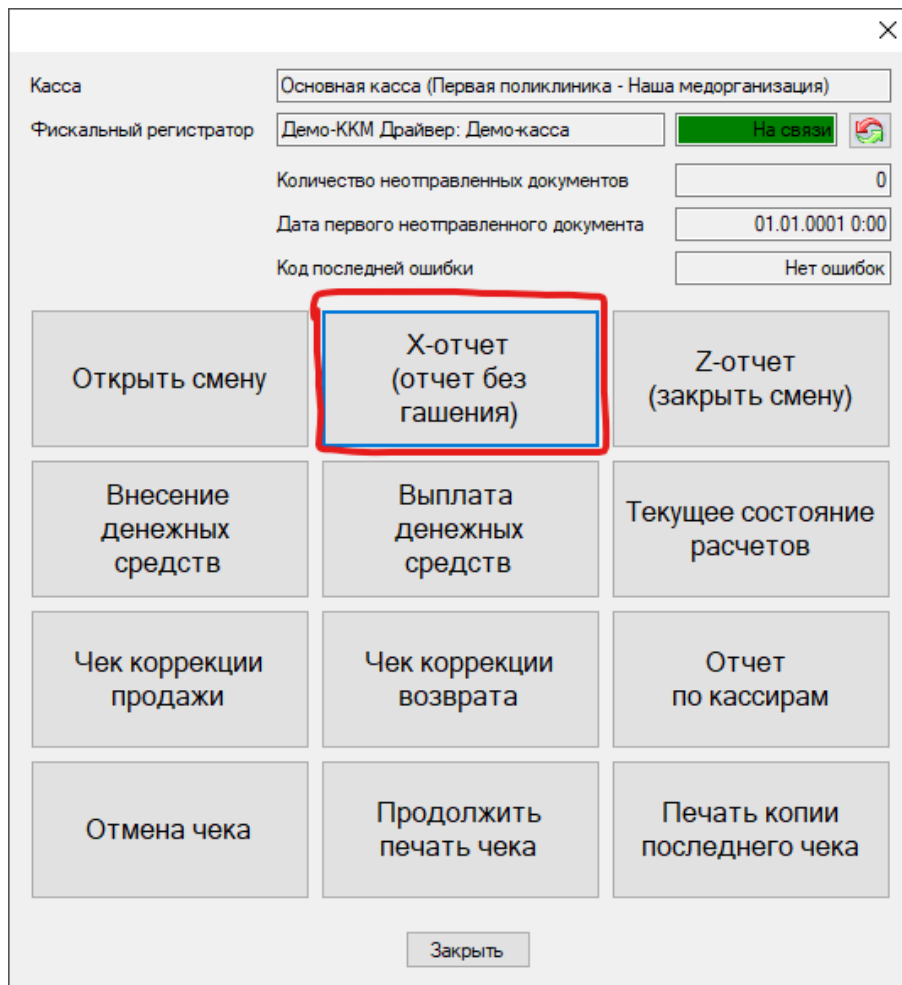 Касса
Основная касса (Первая поликлиника - Наша медорганизация)
Фискальный регистратор
Демо-ККМ Драйвер: Демо-касса
На связи
Количество неотправленных документов
0
Дата первого неотправленного документа
01.01.0001 0:00
Код последней ошибки
Нет ошибок
Открыть смену
X-отчет
(отчет без
гашения)
Z-отчет
(закрыть смену)
Внесение
денежных
средств
Выплата
денежных
средств
Текущее состояние
расчетов
Чек коррекции
продажи
Чек коррекции
возврата
Отчет
по кассирам
Отмена чека
Продолжить
печать чека
Печать копии
последнего чека
Закрыть